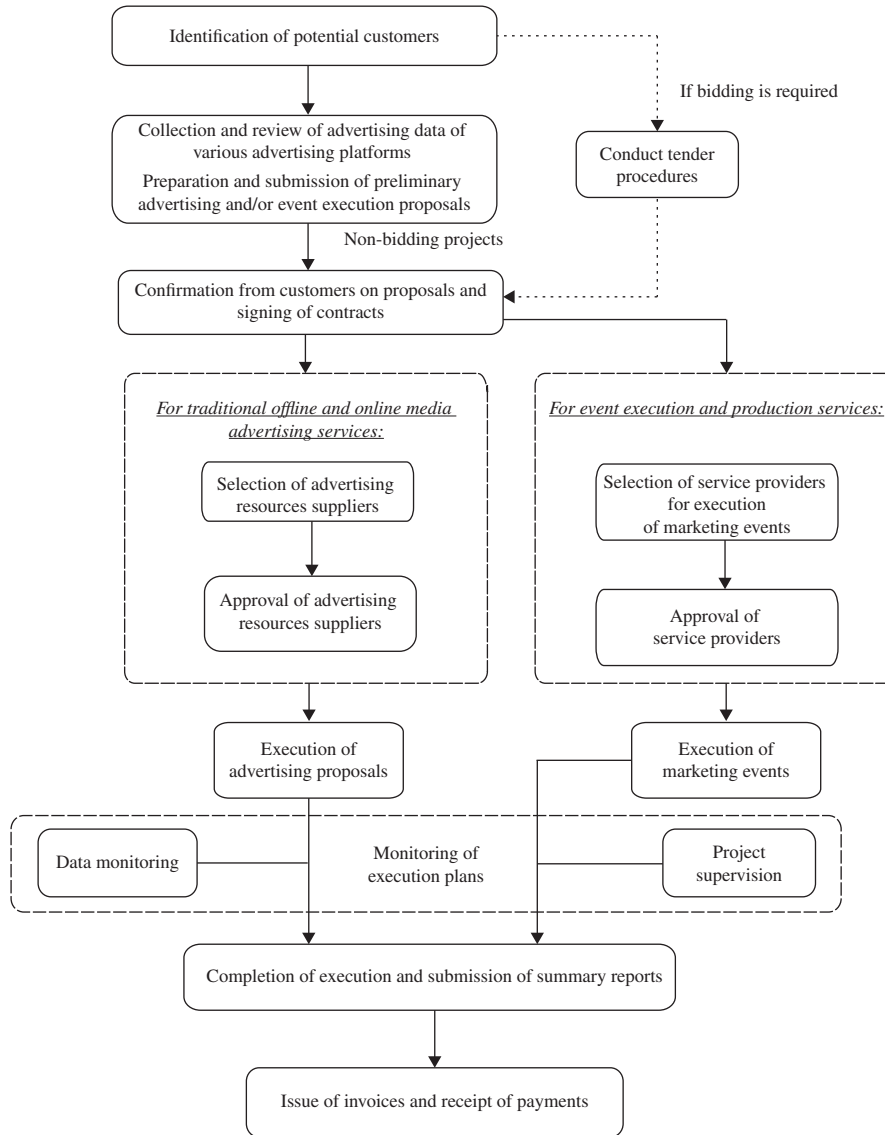 Identification of potential customers
If bidding is required
Collection and review of advertising data of
various advertising platforms
Preparation and submission of preliminary
advertising and/or event execution proposals
Conduct tender
procedures
Non-bidding projects
Confirmation from customers on proposals and
signing of contracts
For traditional offline and online media
advertising services:
Selection of advertising
resources suppliers
Approval of advertising
resources suppliers
For event execution and production services:
Selection of service providers
for execution
of marketing events
Approval of
service providers
Execution of
advertising proposals
Execution of
marketing events
Data monitoring
Monitoring of
execution plans
Project
supervision
Completion of execution and submission of summary reports
Issue of invoices and receipt of payments